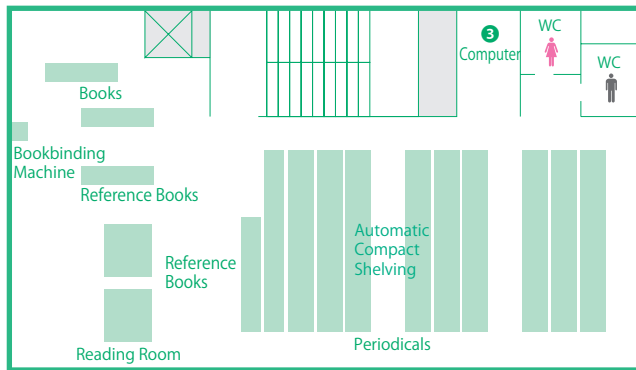 3
Computer
WC
WC
Books
Bookbinding
Machine
Reference Books
Reference
Books
Automatic
Compact
Shelving
Reading Room
Periodicals